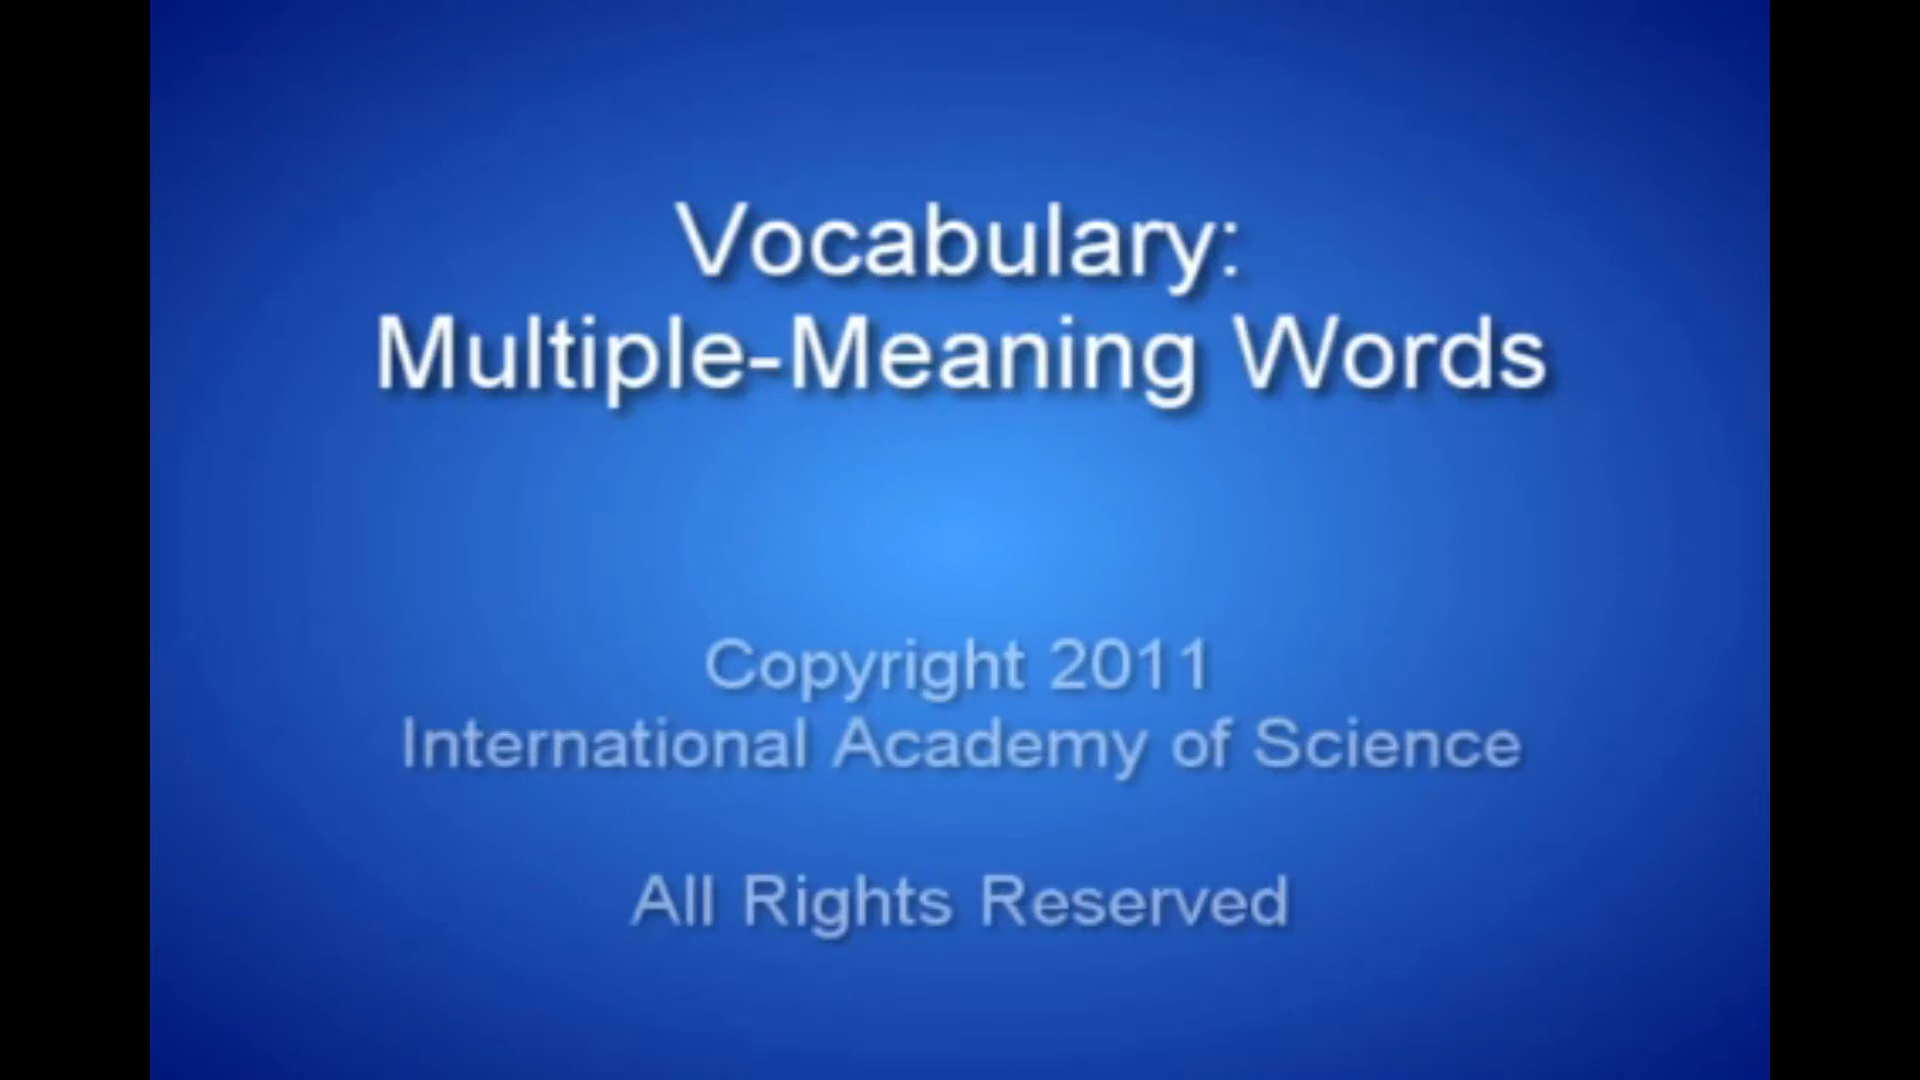 Vocabulary:
Multiple-Meaning Words
Copyright 2011
International Academy of Science
All Rights Reserved